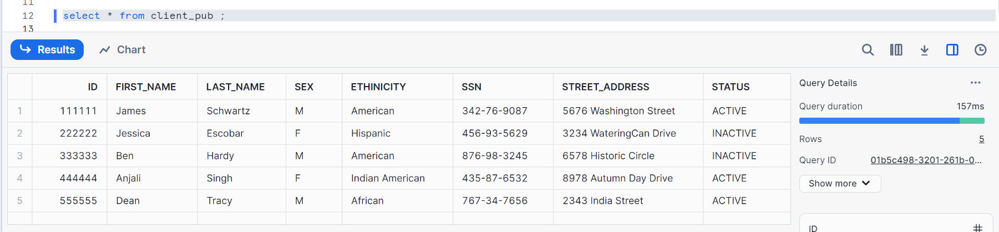 11
12 select * from client_pub ;
13
Results Chart
ID FIRST_NAME LAST_NAME SEX ETHINICITY SSN STREET_ADDRESS STATUS
1 111111 James Schwartz M American 342-76-9087 5676 Washington Street ACTIVE
2 222222 Jessica Escobar F Hispanic 456-93-5629 3234 WateringCan Drive INACTIVE
3 333333 Ben Hardy M American 876-98-3245 6578 Historic Circle INACTIVE
4 444444 Anjali Singh F Indian American 435-87-6532 8978 Autumn Day Drive ACTIVE
5 555555 Dean Tracy M African 767-34-7656 2343 India Street ACTIVE
Query Details ...
Query duration 157ms
Rows 5
Query ID 01b5c498-3201-261b-0...
Show more
ID #